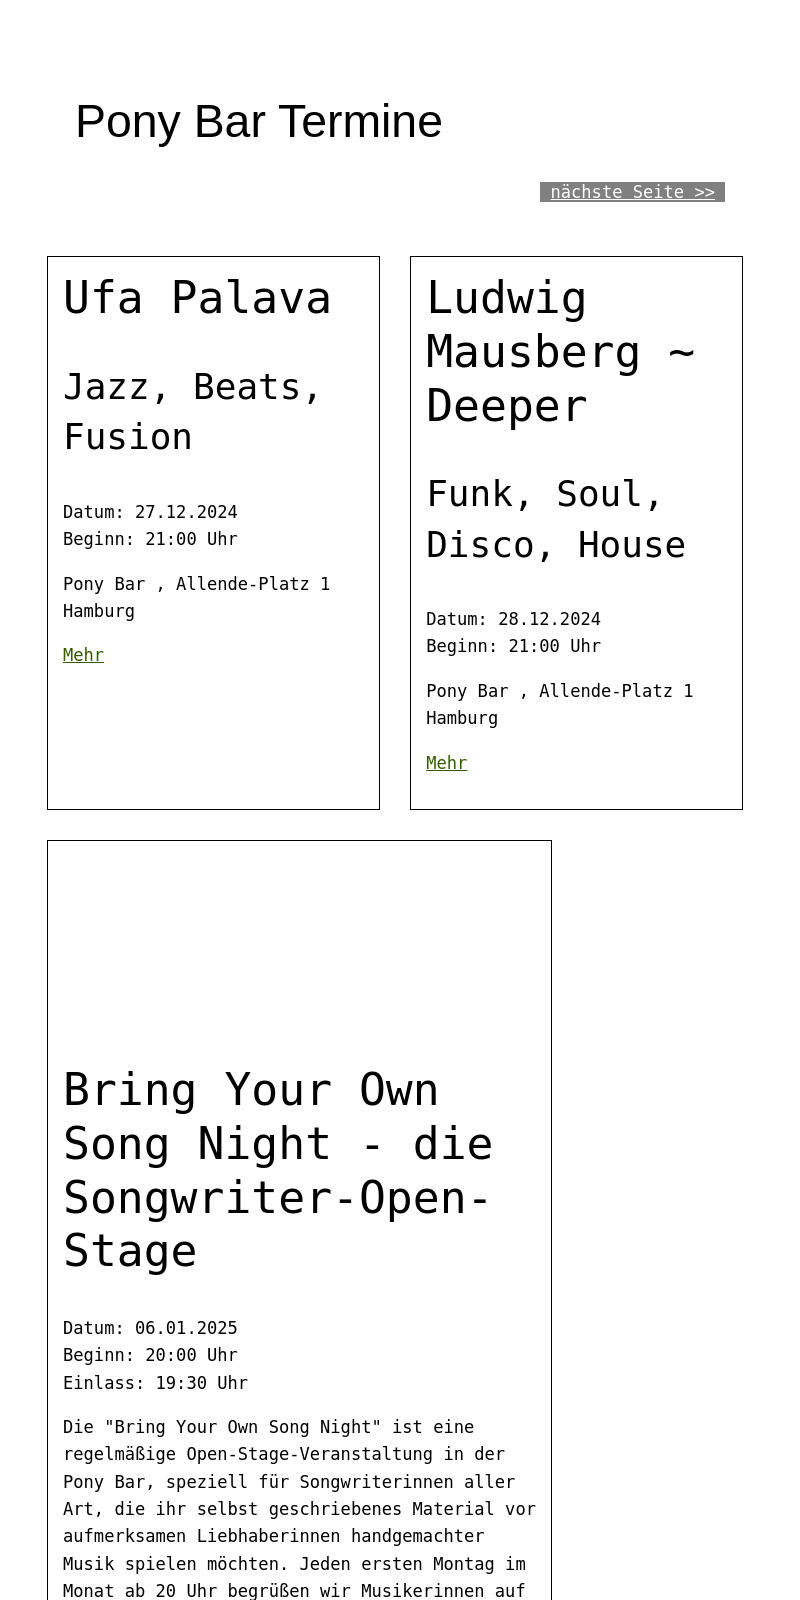 Pony Bar Termine
nächste Seite >>
Ufa Palava
Jazz, Beats,
Fusion
Datum: 27.12.2024
Beginn: 21:00 Uhr
Pony Bar , Allende-Platz 1
Hamburg
Mehr
Ludwig
Mausberg ~
Deeper
Funk, Soul,
Disco, House
Datum: 28.12.2024
Beginn: 21:00 Uhr
Pony Bar , Allende-Platz 1
Hamburg
Mehr
Bring Your Own
Song Night - die
Songwriter-Open-
Stage
Datum: 06.01.2025
Beginn: 20:00 Uhr
Einlass: 19:30 Uhr
Die "Bring Your Own Song Night" ist eine
regelmäßige Open-Stage-Veranstaltung in der
Pony Bar, speziell für Songwriterinnen aller
Art, die ihr selbst geschriebenes Material vor
aufmerksamen Liebhaberinnen handgemachter
Musik spielen möchten. Jeden ersten Montag im
Monat ab 20 Uhr begrüßen wir Musikerinnen auf